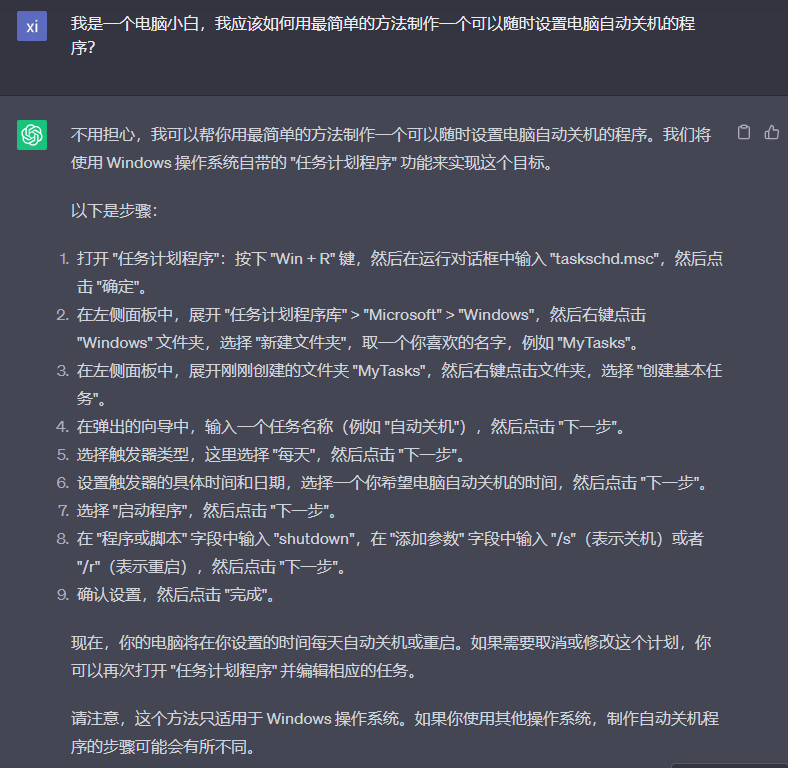 xi
我是一个电脑小白，我应该如何用最简单的方法制作一个可以随时设置电脑自动关机的程
序？
不用担心，我可以帮你用最简单的方法制作一个可以随时设置电脑自动关机的程序。我们将
使用 Windows 操作系统自带的 "任务计划程序" 功能来实现这个目标。
以下是步骤：
1. 打开 "任务计划程序"：按下 "Win + R" 键，然后在运行对话框中输入 "taskschd.msc"，然后点
击 "确定"。
2. 在左侧面板中，展开 "任务计划程序库" > "Microsoft" > "Windows"，然后右键点击
"Windows" 文件夹，选择 "新建文件夹"，取一个你喜欢的名字，例如 "MyTasks"。
3. 在左侧面板中，展开刚刚创建的文件夹 "MyTasks"，然后右键点击文件夹，选择 "创建基本任
务"。
4. 在弹出的向导中，输入一个任务名称（例如 "自动关机"），然后点击 "下一步"。
5. 选择触发器类型，这里选择 "每天"，然后点击 "下一步"。
6. 设置触发器的具体时间和日期，选择一个你希望电脑自动关机的时间，然后点击 "下一步"。
7. 选择 "启动程序"，然后点击 "下一步"。
8. 在 "程序或脚本" 字段中输入 "shutdown"，在 "添加参数" 字段中输入 "/s"（表示关机）或者
"/r"（表示重启），然后点击 "下一步"。
9. 确认设置，然后点击 "完成"。
现在，你的电脑将在你设置的时间每天自动关机或重启。如果需要取消或修改这个计划，你
可以再次打开 "任务计划程序" 并编辑相应的任务。
请注意，这个方法只适用于 Windows 操作系统。如果你使用其他操作系统，制作自动关机程
序的步骤可能会有所不同。